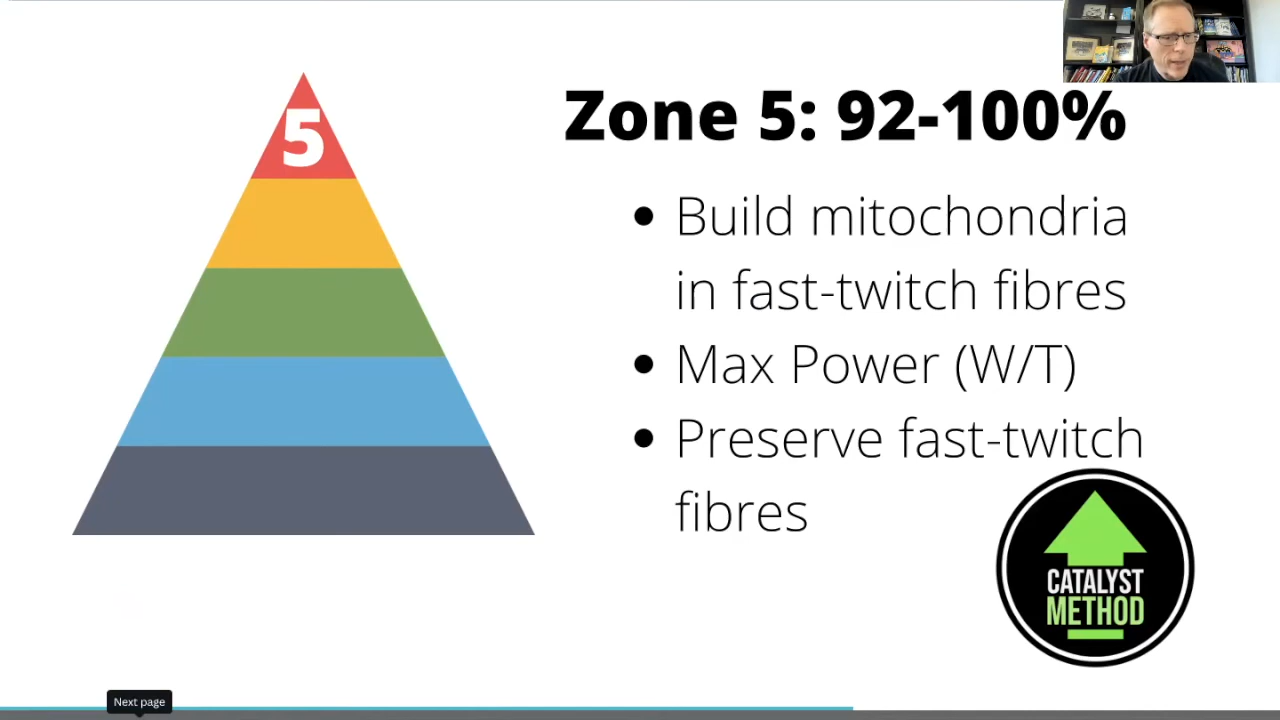 5
Zone 5: 92-100%
• Build mitochondria
in fast-twitch fibres
• Max Power (W/T)
• Preserve fast-twitch
fibres
CATALYST
METHOD
Next page